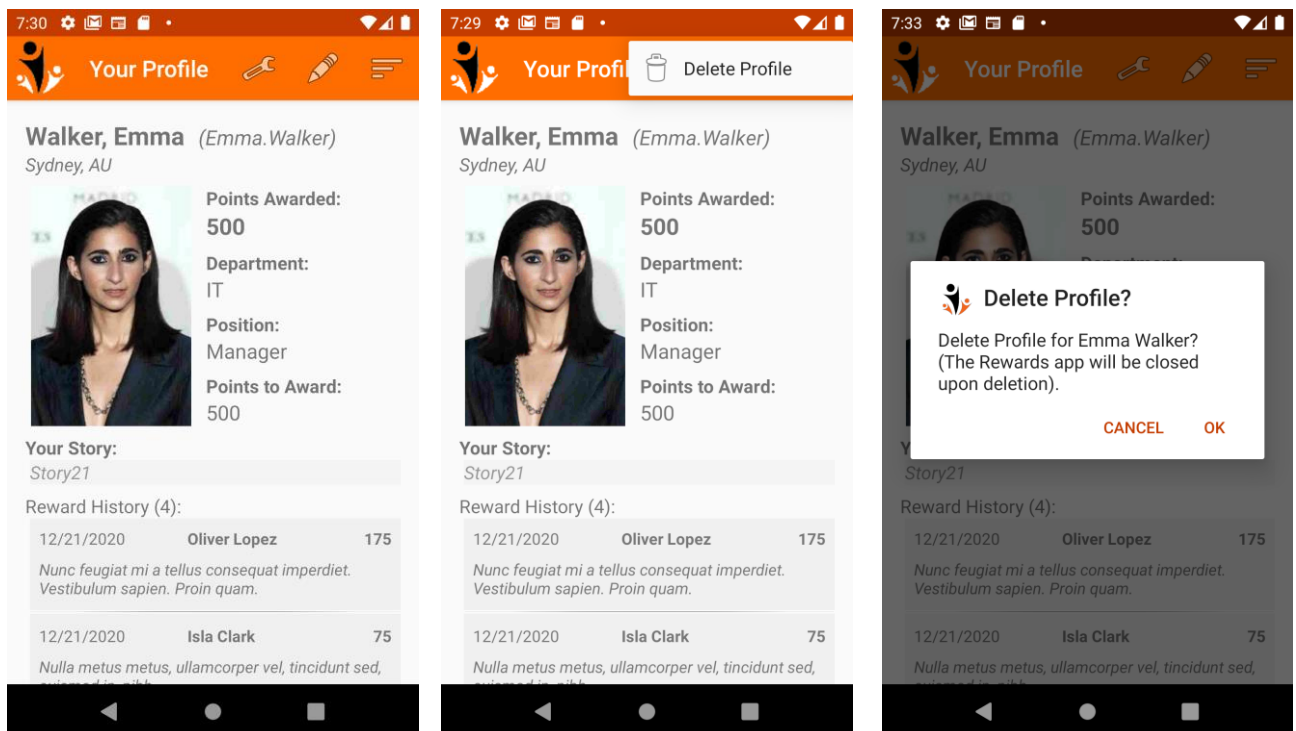 7:30
Your Profile
Walker, Emma (Emma.Walker)
Sydney, AU
MADRID
ES
Points Awarded:
500
Department:
IT
Position:
Manager
Points to Award:
500
Your Story:
Story21
Reward History (4):
12/21/2020 Oliver Lopez 175
Nunc feugiat mi a tellus consequat imperdiet.
Vestibulum sapien. Proin quam.
12/21/2020 Isla Clark 75
Nulla metus metus, ullamcorper vel, tincidunt sed,
7:29
Your Profil
Delete Profile
Walker, Emma (Emma.Walker)
Sydney, AU
MADRID
ES
Points Awarded:
500
Department:
IT
Position:
Manager
Points to Award:
500
Your Story:
Story21
Reward History (4):
12/21/2020 Oliver Lopez 175
Nunc feugiat mi a tellus consequat imperdiet.
Vestibulum sapien. Proin quam.
12/21/2020 Isla Clark 75
Nulla metus metus, ullamcorper vel, tincidunt sed,
7:33
Your Profile
Walker, Emma (Emma.Walker)
Sydney, AU
Points Awarded:
500
Department:
Delete Profile?
Delete Profile for Emma Walker?
(The Rewards app will be closed
upon deletion).
CANCEL OK
Y
Story21
Reward History (4):
12/21/2020 Oliver Lopez 175
Nunc feugiat mi a tellus consequat imperdiet.
Vestibulum sapien. Proin quam.
12/21/2020 Isla Clark 75
Nulla metus metus, ullamcorper vel, tincidunt sed,